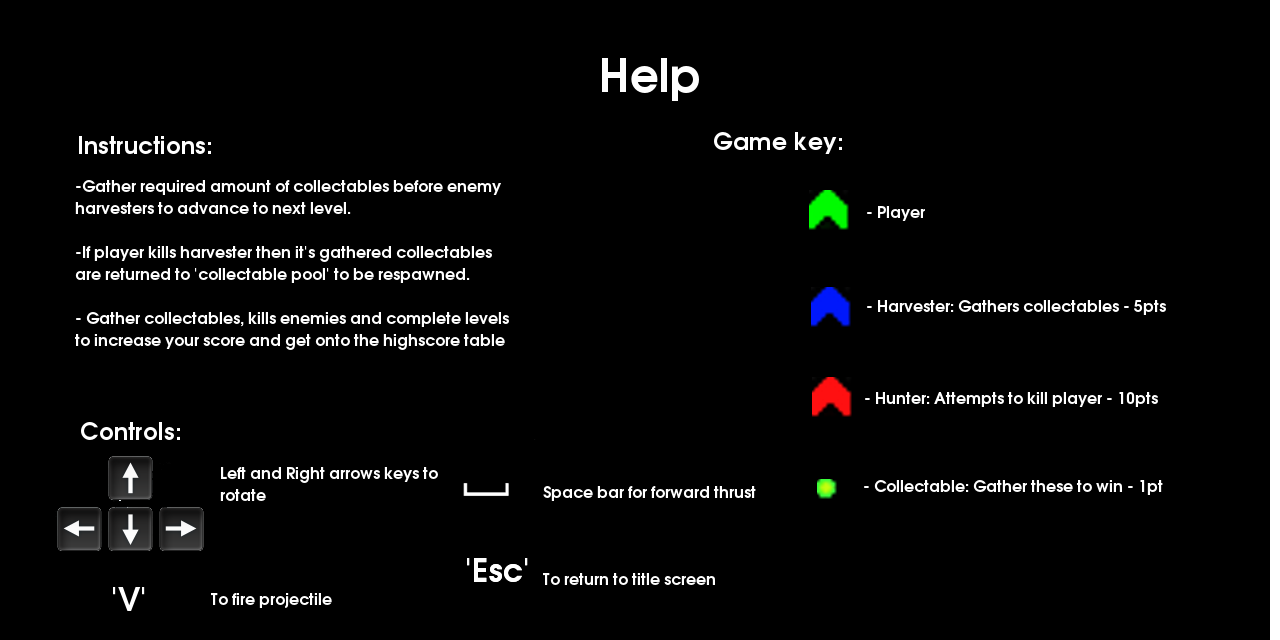 Help
Instructions:
-Gather required amount of collectables before enemy
harvesters to advance to next level.
-If player kills harvester then it's gathered collectables
are returned to 'collectable pool' to be respawned.
- Gather collectables, kills enemies and complete levels
to increase your score and get onto the highscore table
Game key:
- Player
- Harvester: Gathers collectables - 5pts
- Hunter: Attempts to kill player - 10pts
- Collectable: Gather these to win - 1pt
Controls:
Left and Right arrows keys to
rotate
Space bar for forward thrust
'V'
To fire projectile
'Esc'
To return to title screen